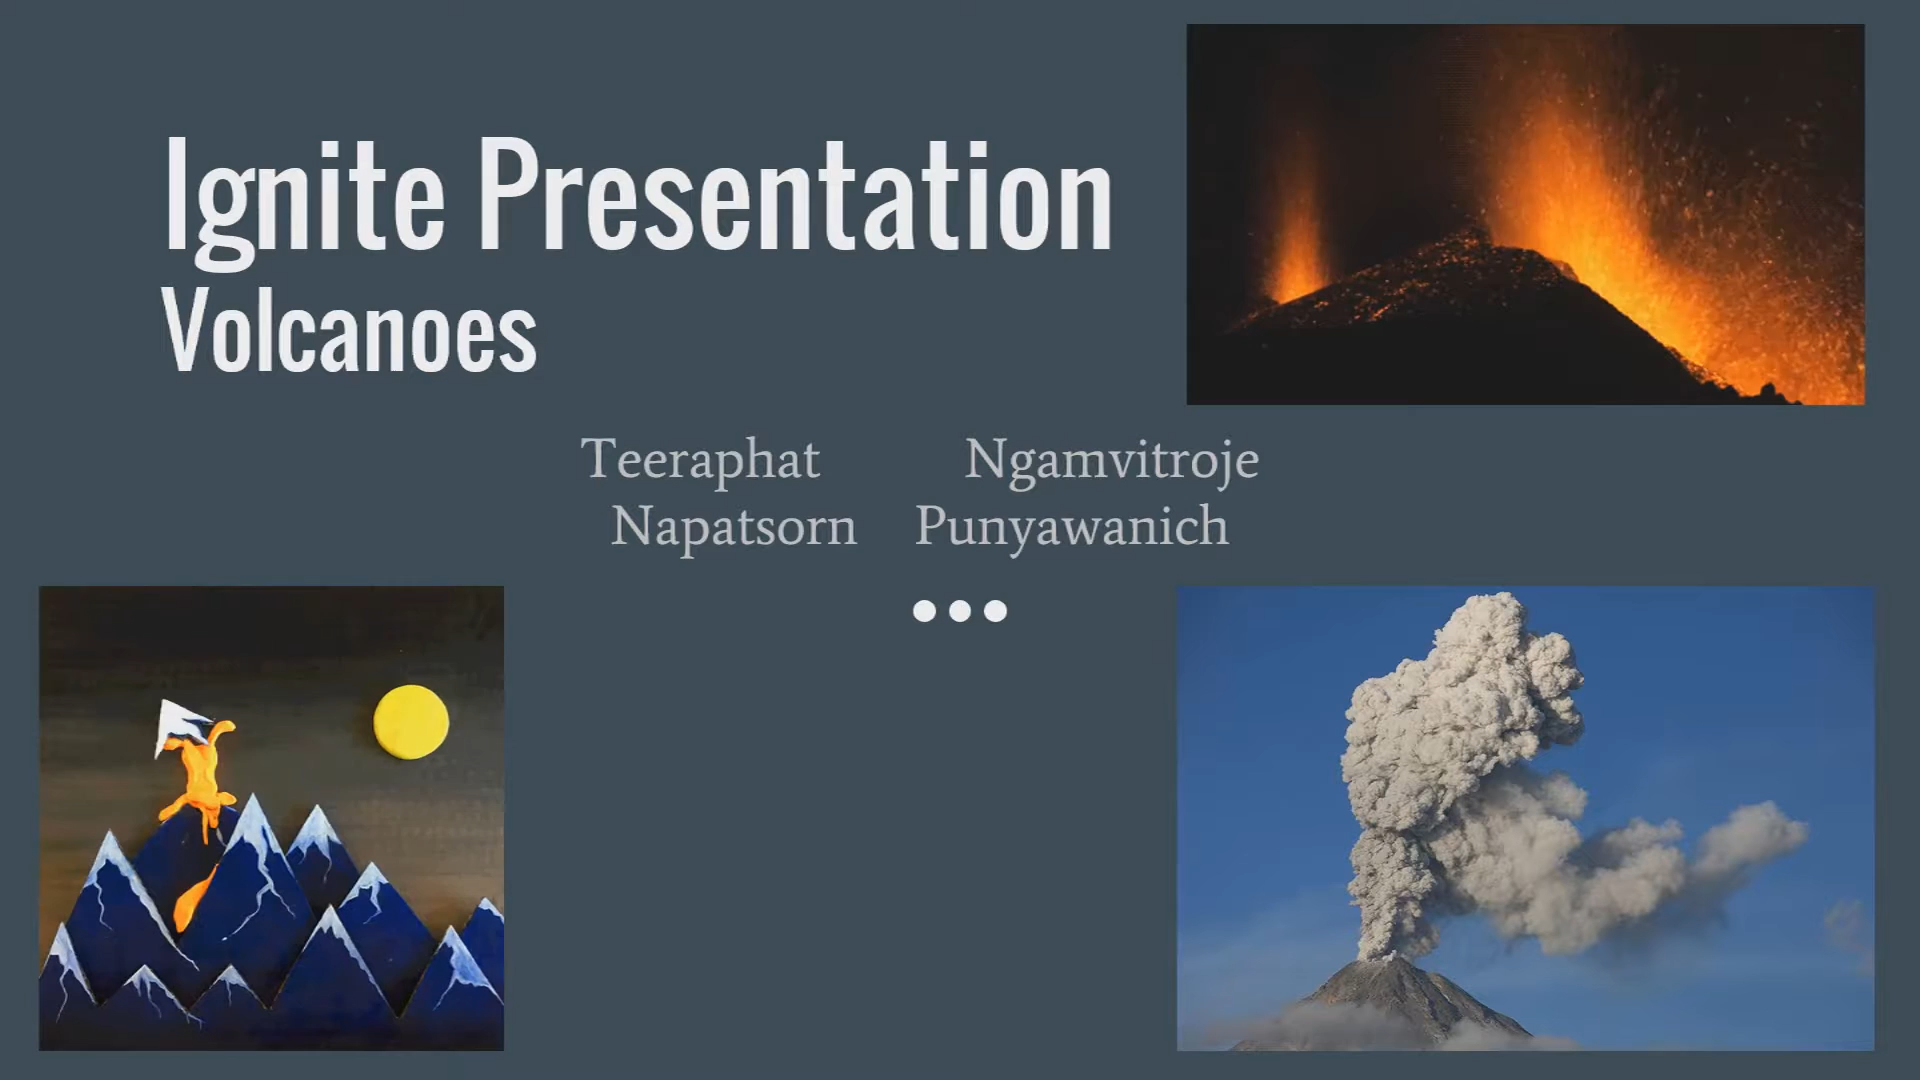 Ignite Presentation
Volcanoes
Teeraphat Ngamvitroje
Napatsorn Punyawanich